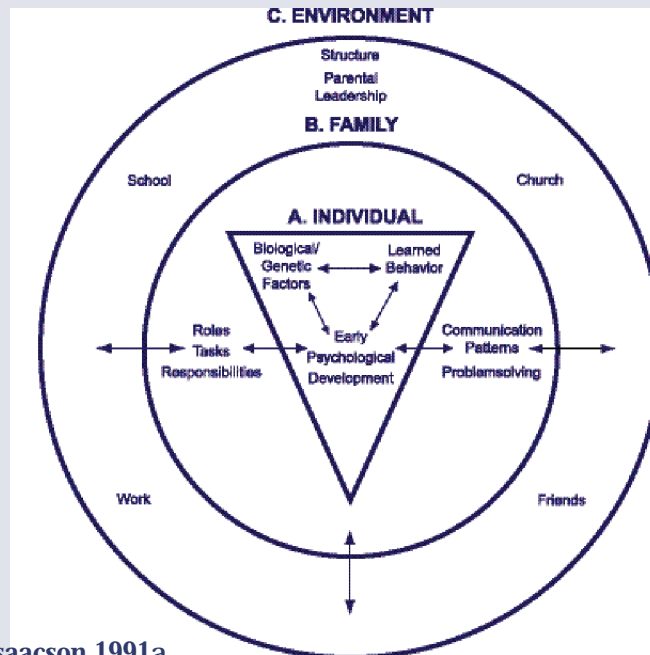 C. ENVIRONMENT
Structure
Parental
Leadership
B. FAMILY
School
Church
A. INDIVIDUAL
Biological/
Genetic
Factors
Learned
Behavior
Roles
Tasks
Responsibilities
Early
Psychological
Development
Communication
Patterns
Problemsolving
Work
Friends
saacson 1991a